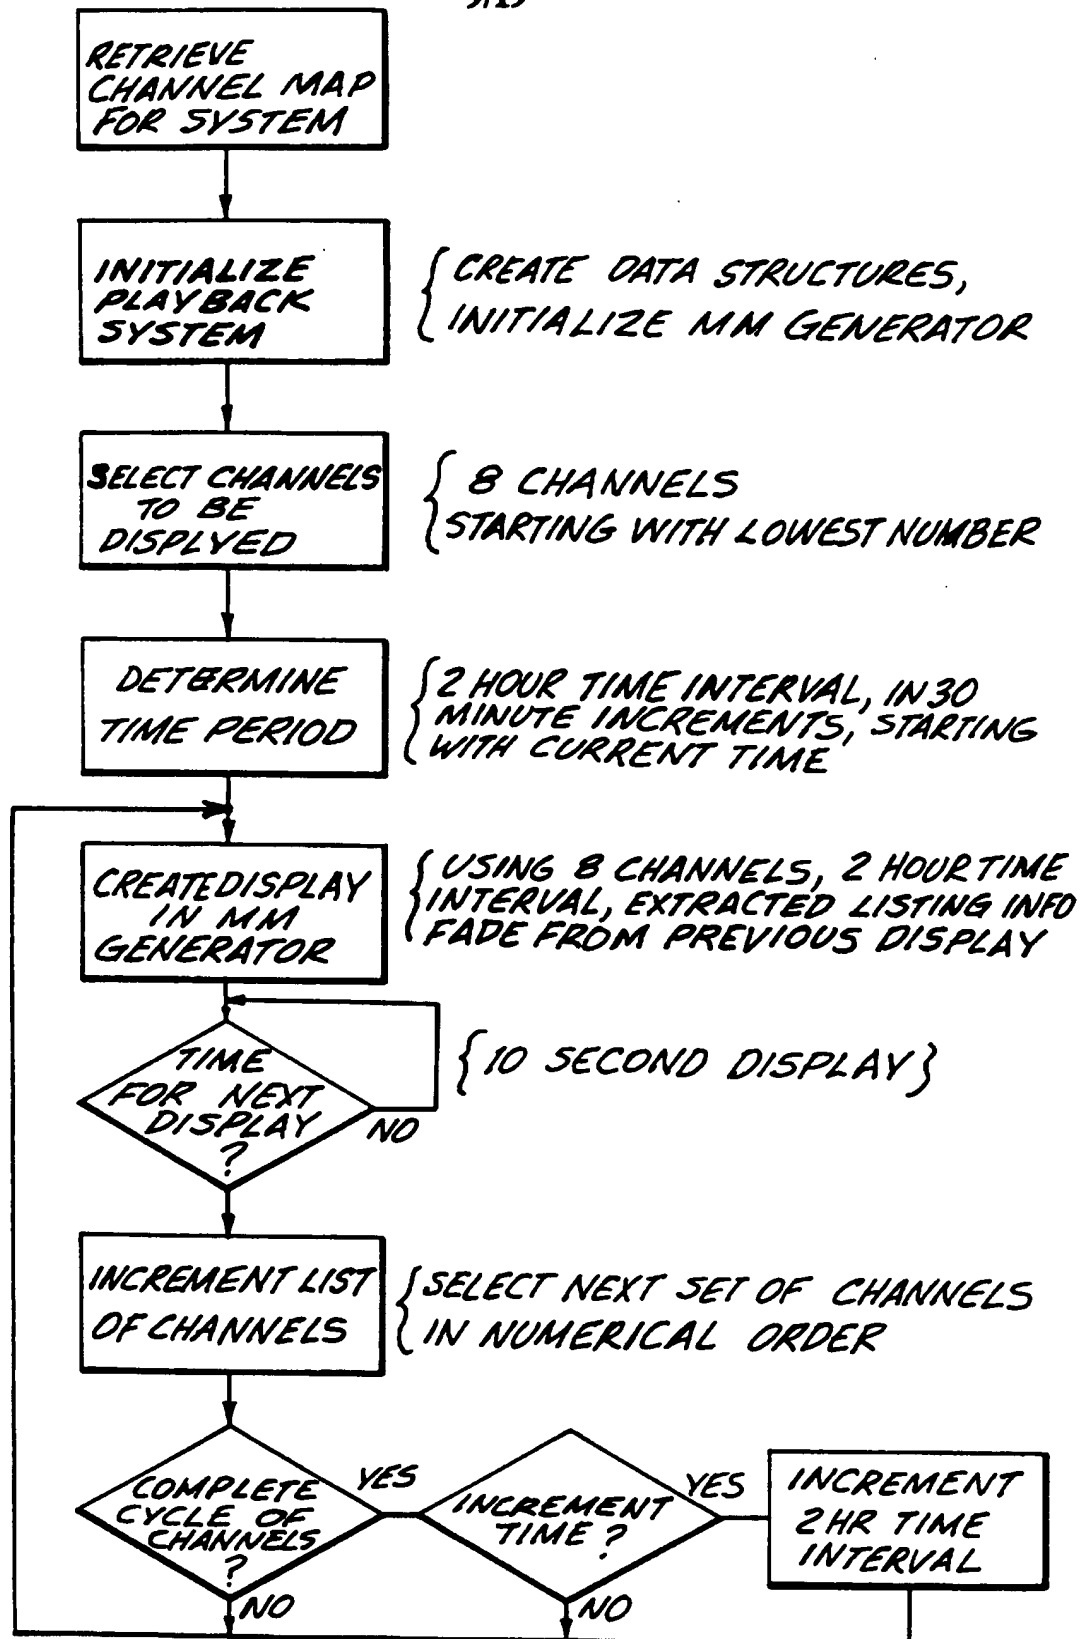 RETRIEVE
CHANNEL MAP
FOR SYSTEM
INITIALIZE
PLAYBACK
SYSTEM
{ CREATE DATA STRUCTURES,
INITIALIZE MM GENERATOR
SELECT CHANNELS
TO BE
DISPLYED
{ 8 CHANNELS
STARTING WITH LOWEST NUMBER
DETERMINE
TIME PERIOD
{ 2 HOUR TIME INTERVAL, IN 30
MINUTE INCREMENTS, STARTING
WITH CURRENT TIME
CREATE DISPLAY
IN MM
GENERATOR
{ USING 8 CHANNELS, 2 HOUR TIME
INTERVAL, EXTRACTED LISTING INFO
FADE FROM PREVIOUS DISPLAY
TIME
FOR NEXT
DISPLAY
?
NO
{ 10 SECOND DISPLAY }
INCREMENT LIST
OF CHANNELS
{ SELECT NEXT SET OF CHANNELS
IN NUMERICAL ORDER
COMPLETE
CYCLE OF
CHANNELS
?
YES
NO
INCREMENT
TIME ?
YES
NO
INCREMENT
2 HR TIME
INTERVAL